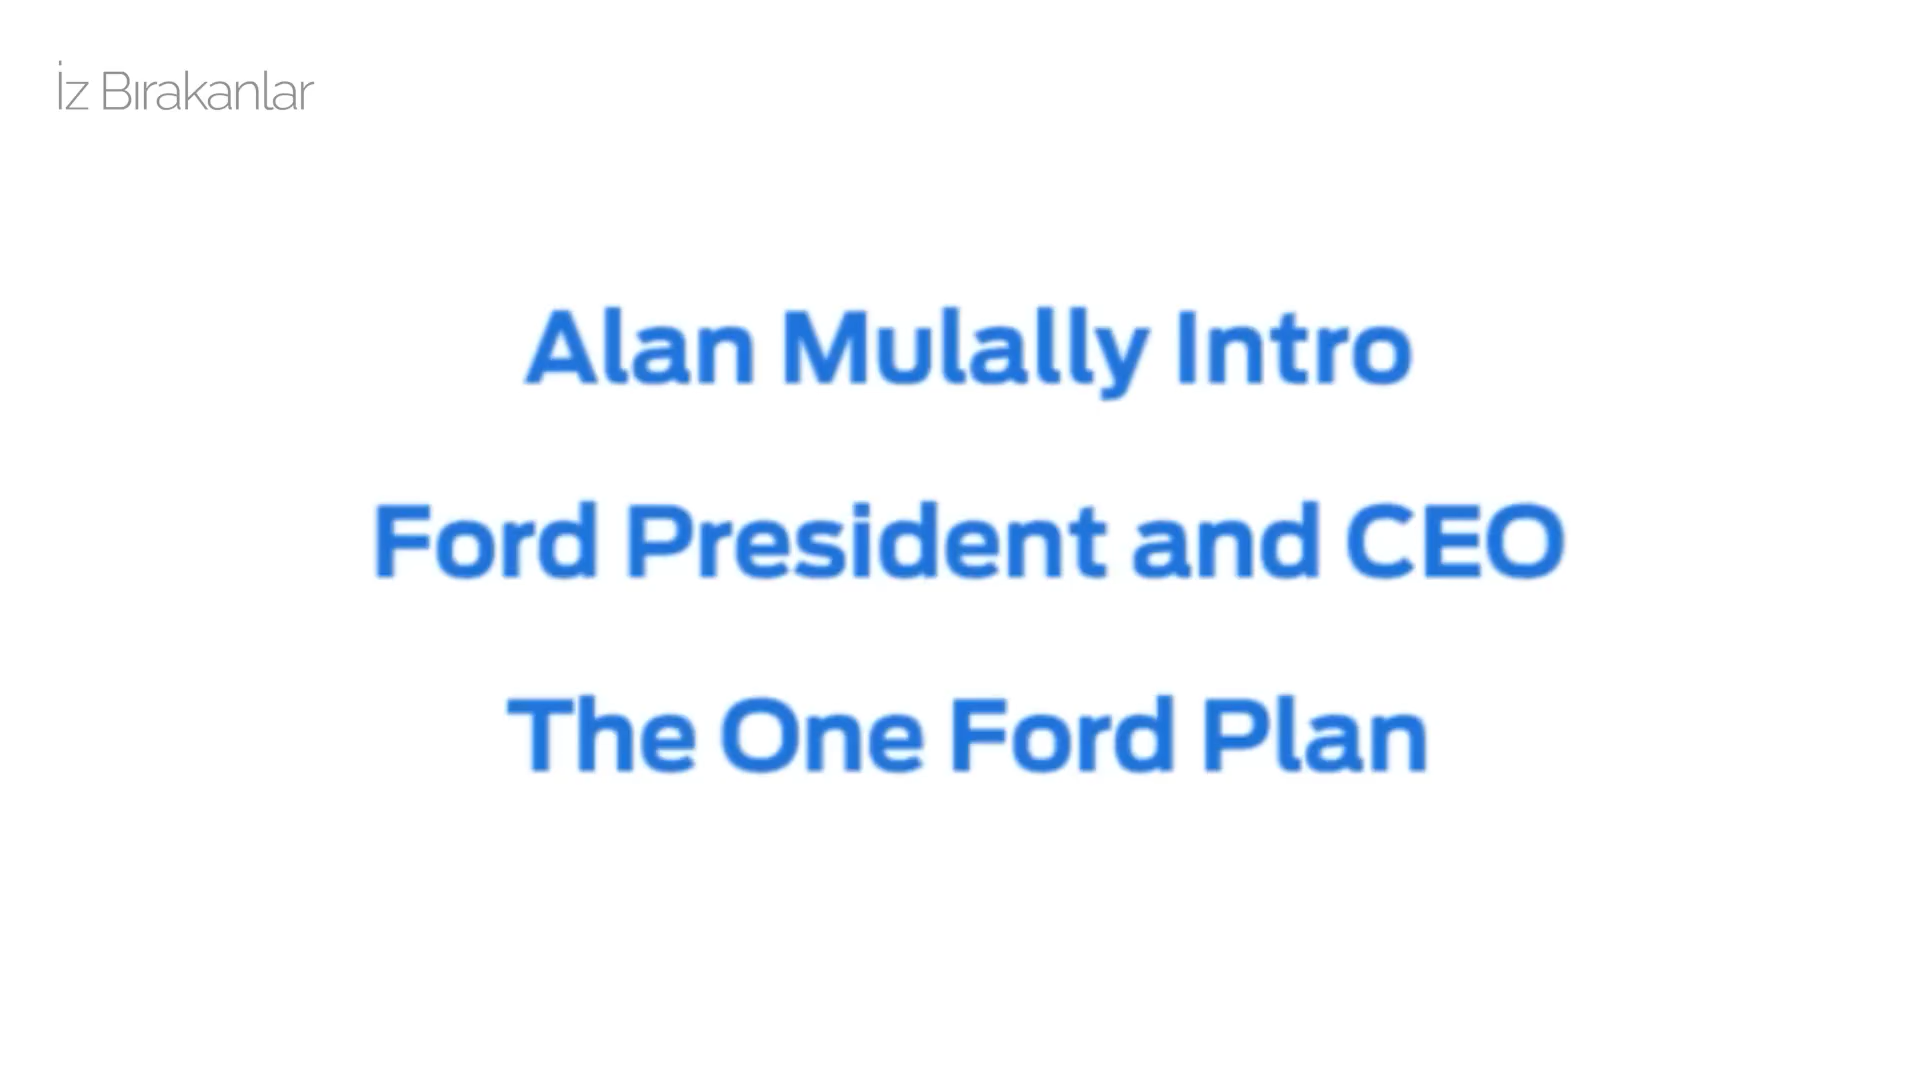 İz Bırakanlar
Alan Mulally Intro
Ford President and CEO
The One Ford Plan